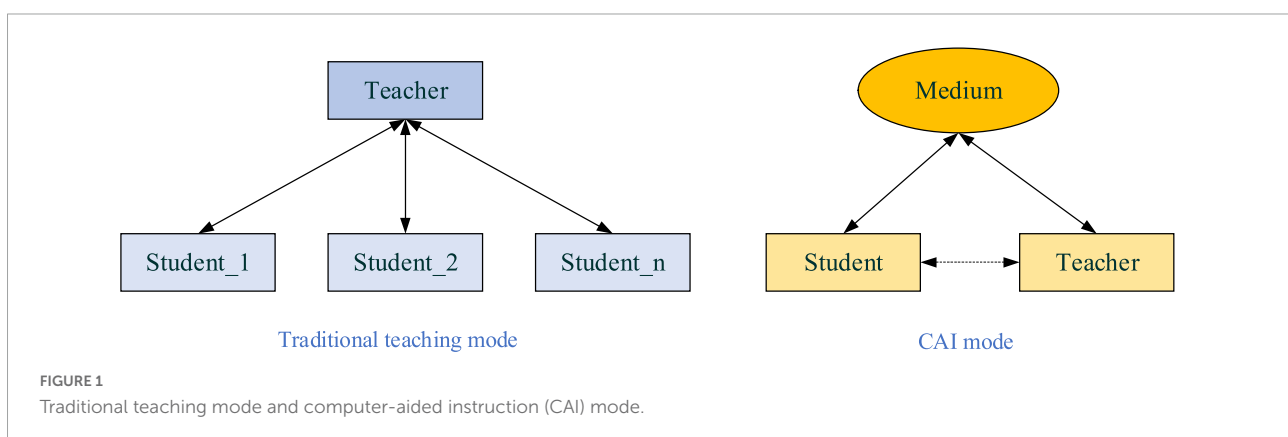 Teacher
Medium
Student_1
Student_2
Student_n
Student
Teacher
Traditional teaching mode
CAI mode
FIGURE 1
Traditional teaching mode and computer-aided instruction (CAI) mode.